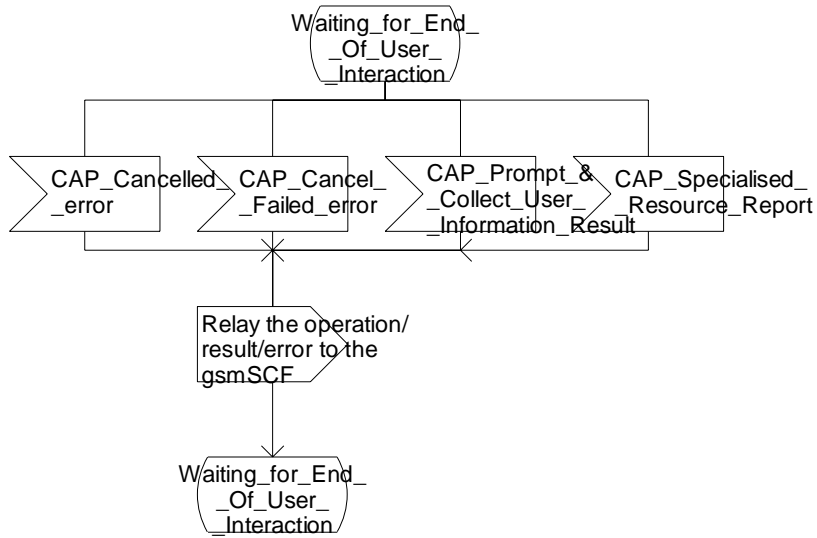 Waiting_for_End_
_Of_User_
_Interaction
CAP_Cancelled_
_error
CAP_Cancel_
_Failed_error
CAP_Prompt_&
_Collect_User_
_Information_Result
CAP_Specialised_
_Resource_Report
Relay the operation/
result/error to the
gsmSCF
Waiting_for_End_
_Of_User_
_Interaction